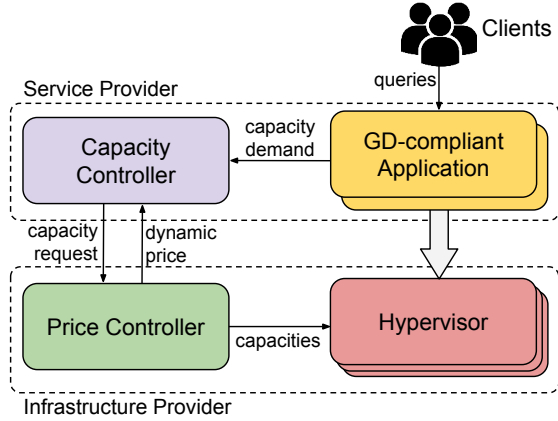 Clients
queries
Service Provider
Capacity
Controller
capacity
demand
GD-compliant
Application
capacity
request
dynamic
price
Price Controller
capacities
Hypervisor
Infrastructure Provider